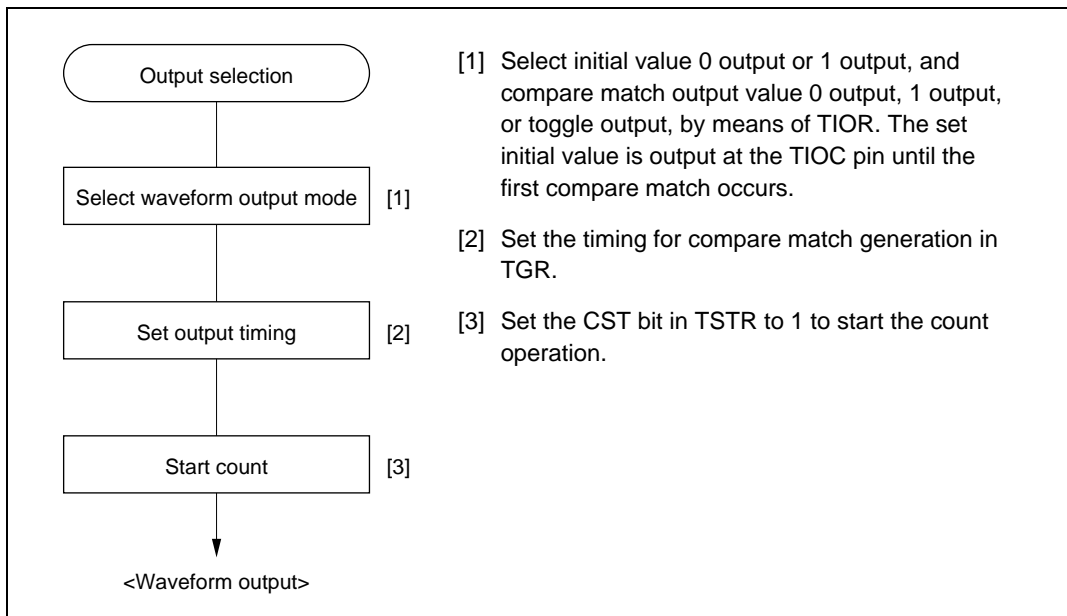 Output selection
Select waveform output mode [1]
Set output timing [2]
Start count [3]
<Waveform output>
[1] Select initial value 0 output or 1 output, and
compare match output value 0 output, 1 output,
or toggle output, by means of TIOR. The set
initial value is output at the TIOC pin until the
first compare match occurs.
[2] Set the timing for compare match generation in
TGR.
[3] Set the CST bit in TSTR to 1 to start the count
operation.